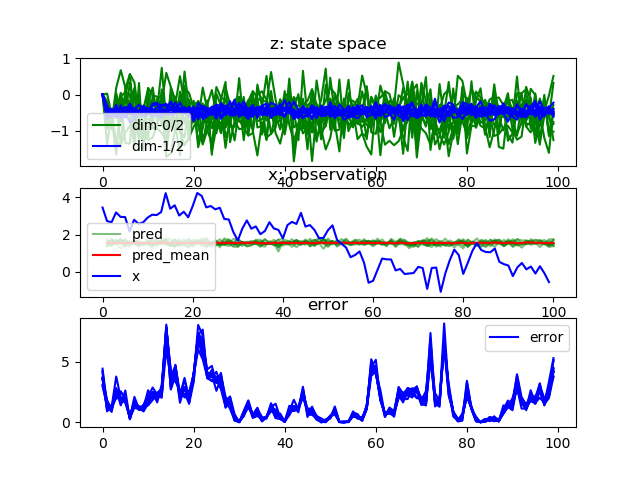 z: state space
1
0
−1
dim-0/2
dim-1/2
0 20 40 60 80 100
x: observation
4
2
0
pred
pred_mean
x
0 20 40 60 80 100
error
5
0
error
0 20 40 60 80 100